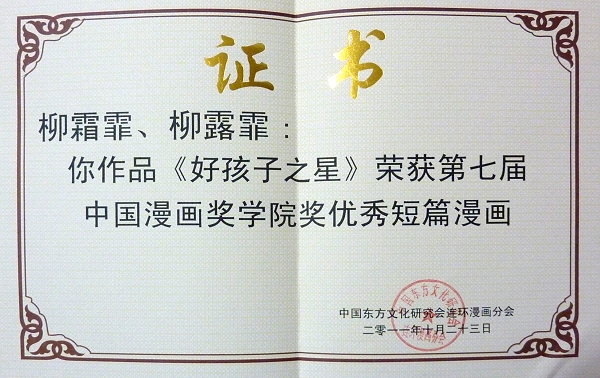 证书
柳霜霏、柳露霏：
你作品《好孩子之星》荣获第七届
中国漫画奖学院奖优秀短篇漫画
中国东方文化研究会连环漫画分会
二零一一年十月二十三日